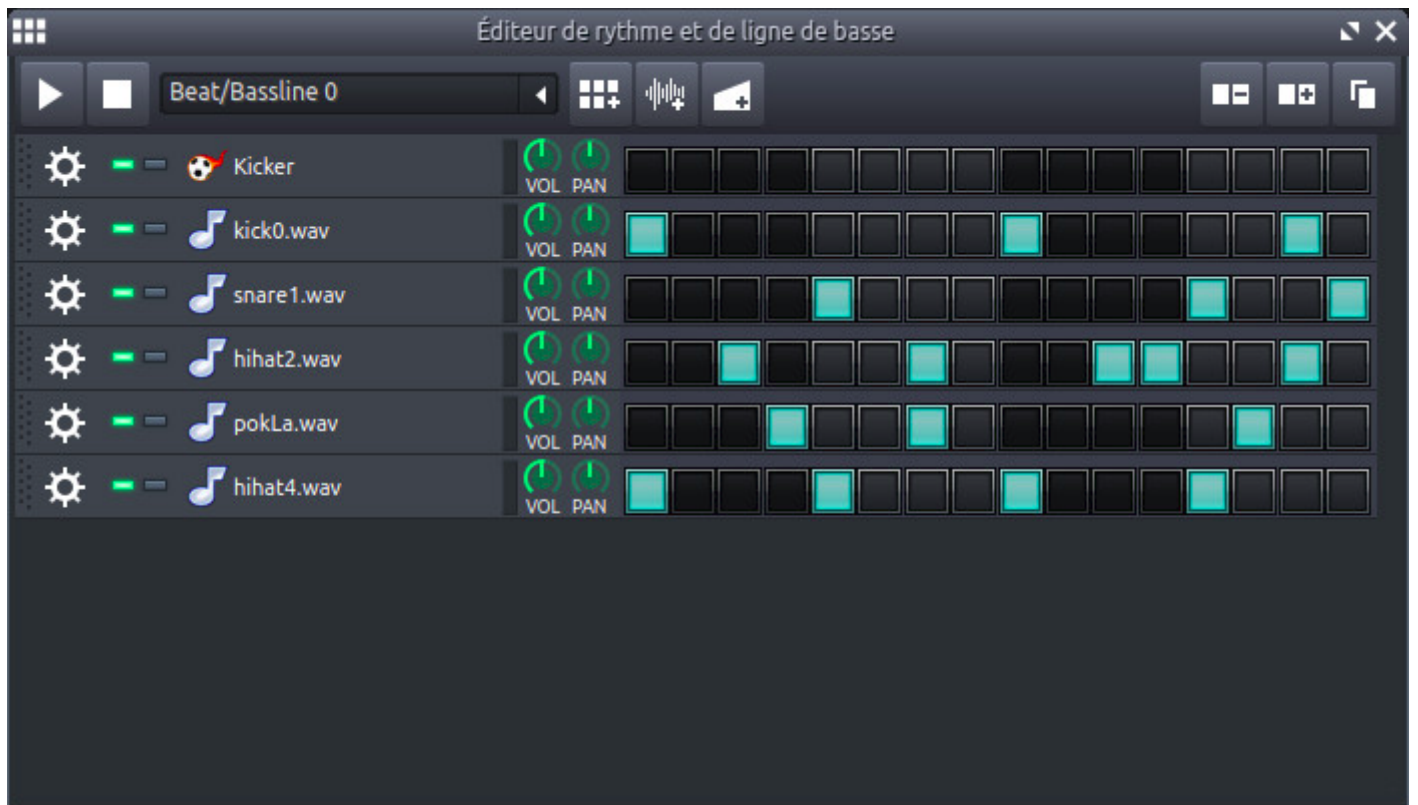 Éditeur de rythme et de ligne de basse
Beat/Bassline 0
Kicker
VOL PAN
kick0.wav
VOL PAN
snare1.wav
VOL PAN
hihat2.wav
VOL PAN
pokLa.wav
VOL PAN
hihat4.wav
VOL PAN